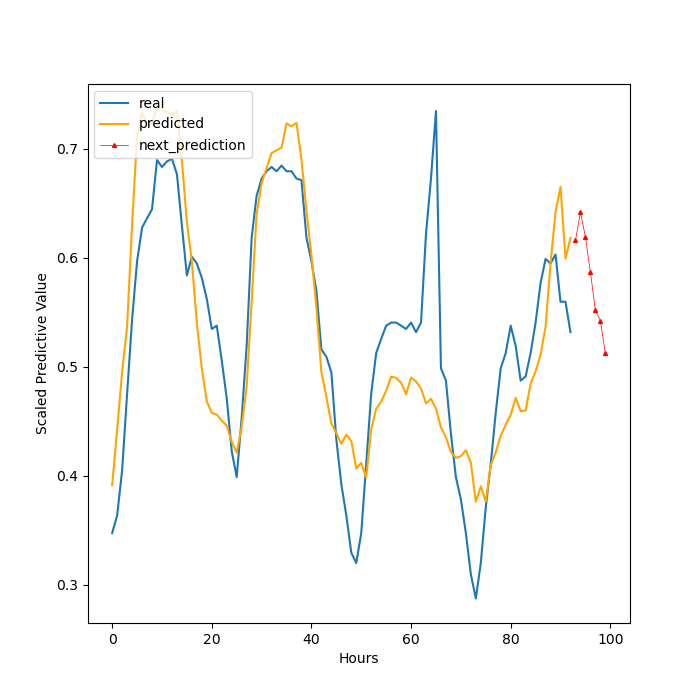 real
predicted
next_prediction
0.7
0.6
0.5
0.4
0.3
Scaled Predictive Value
0 20 40 60 80 100
Hours